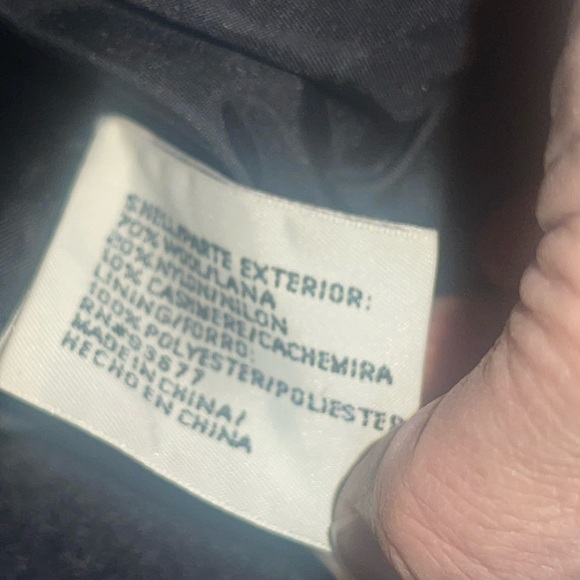 SHELL/PARTE EXTERIOR:
70% WOOL/LANA
20% NYLON/NILON
10% CASHMERE/CACHEMIRA
LINING/FORRO:
100% POLYESTER/POLIESTER
RN# 93677
MADE IN CHINA/
HECHO EN CHINA